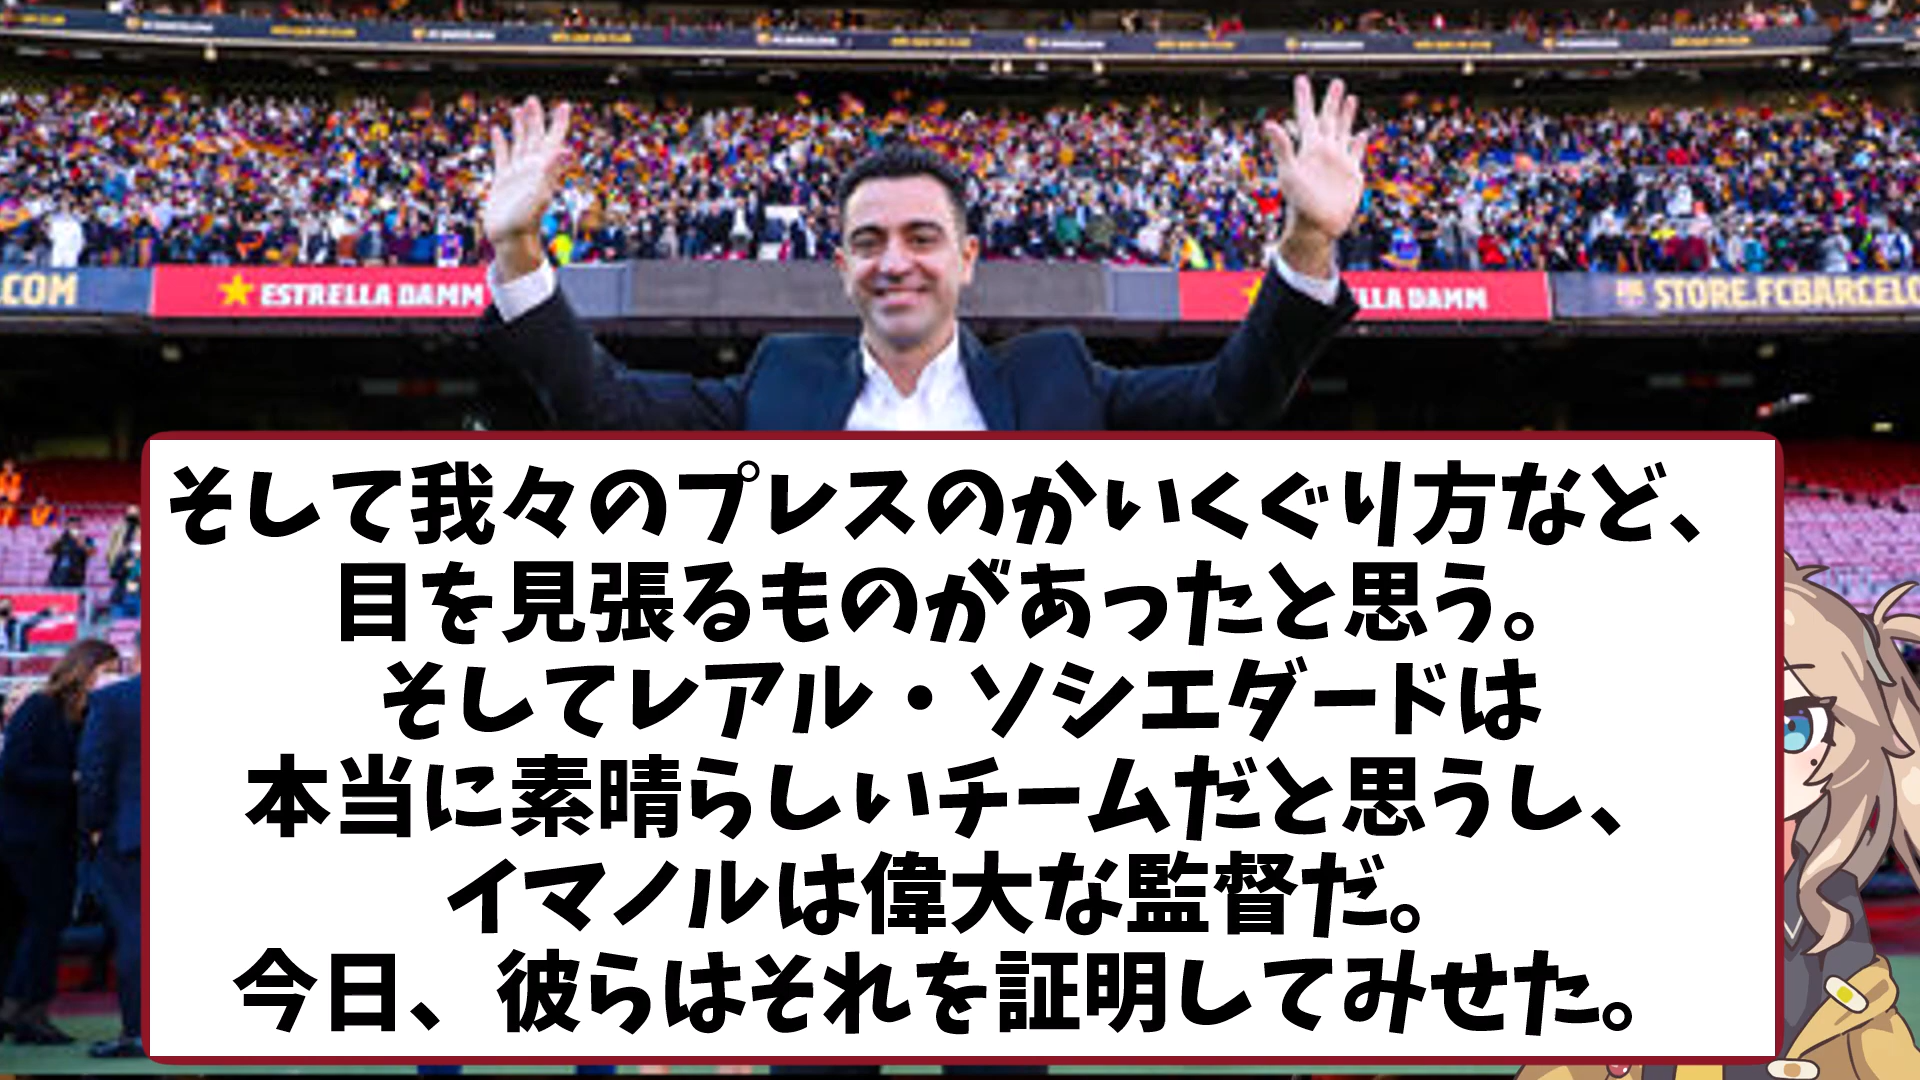 .COM
ESTRELLA DAMM
LLA DAMM
STORE.FCBARCELO
そして我々のプレスのかいくぐり方など、
目を見張るものがあったと思う。
そしてレアル・ソシエダードは
本当に素晴らしいチームだと思うし、
イマノルは偉大な監督だ。
今日、彼らはそれを証明してみせた。